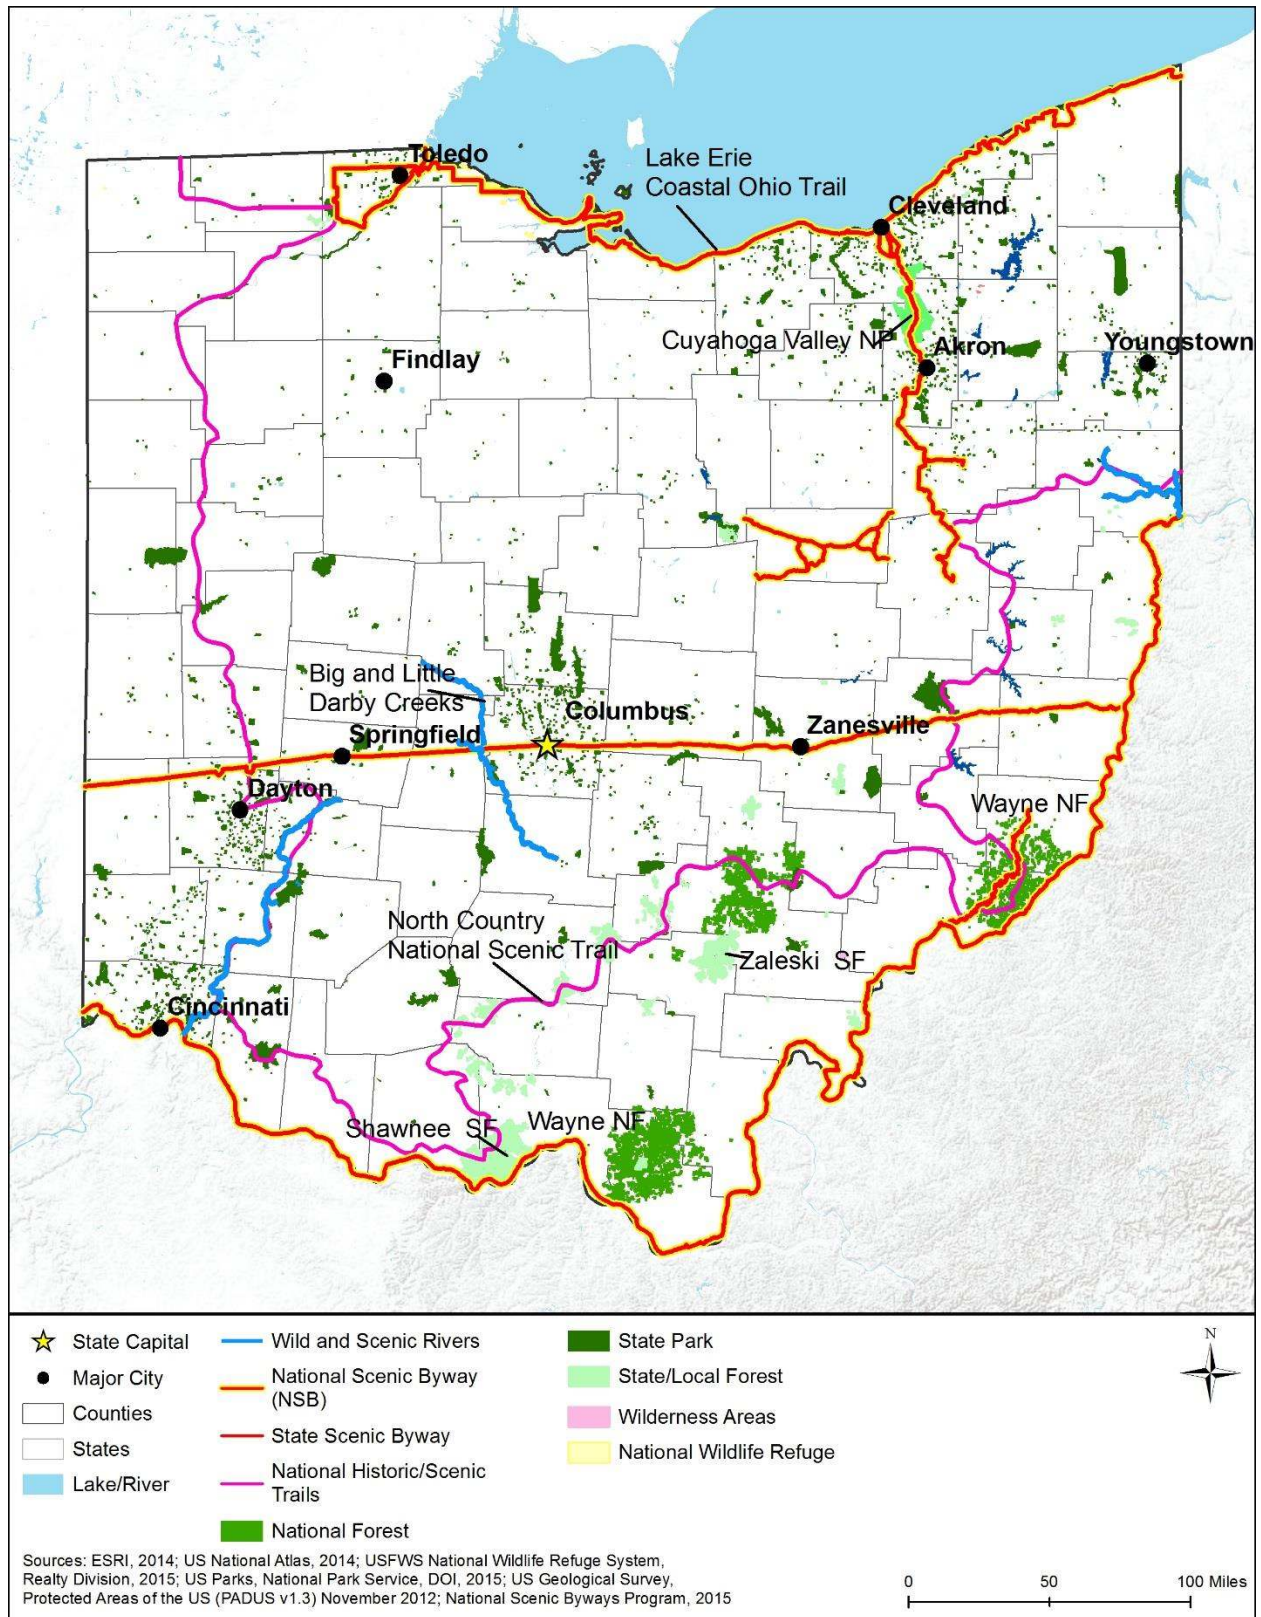 Toledo
Lake Erie
Coastal Ohio Trail
Cleveland
Cuyahoga Valley NP
Akron
Youngstown
Findlay
Big and Little
Darby Creeks
Columbus
Springfield
Zanesville
Dayton
Wayne NF
North Country
National Scenic Trail
Zaleski SF
Cincinnati
Shawnee SF
Wayne NF
State Capital
Major City
Counties
States
Lake/River
Wild and Scenic Rivers
National Scenic Byway
(NSB)
State Scenic Byway
National Historic/Scenic
Trails
National Forest
State Park
State/Local Forest
Wilderness Areas
National Wildlife Refuge
N
Sources: ESRI, 2014; US National Atlas, 2014; USFWS National Wildlife Refuge System,
Realty Division, 2015; US Parks, National Park Service, DOI, 2015; US Geological Survey,
Protected Areas of the US (PADUS v1.3) November 2012; National Scenic Byways Program, 2015
0 50 100 Miles